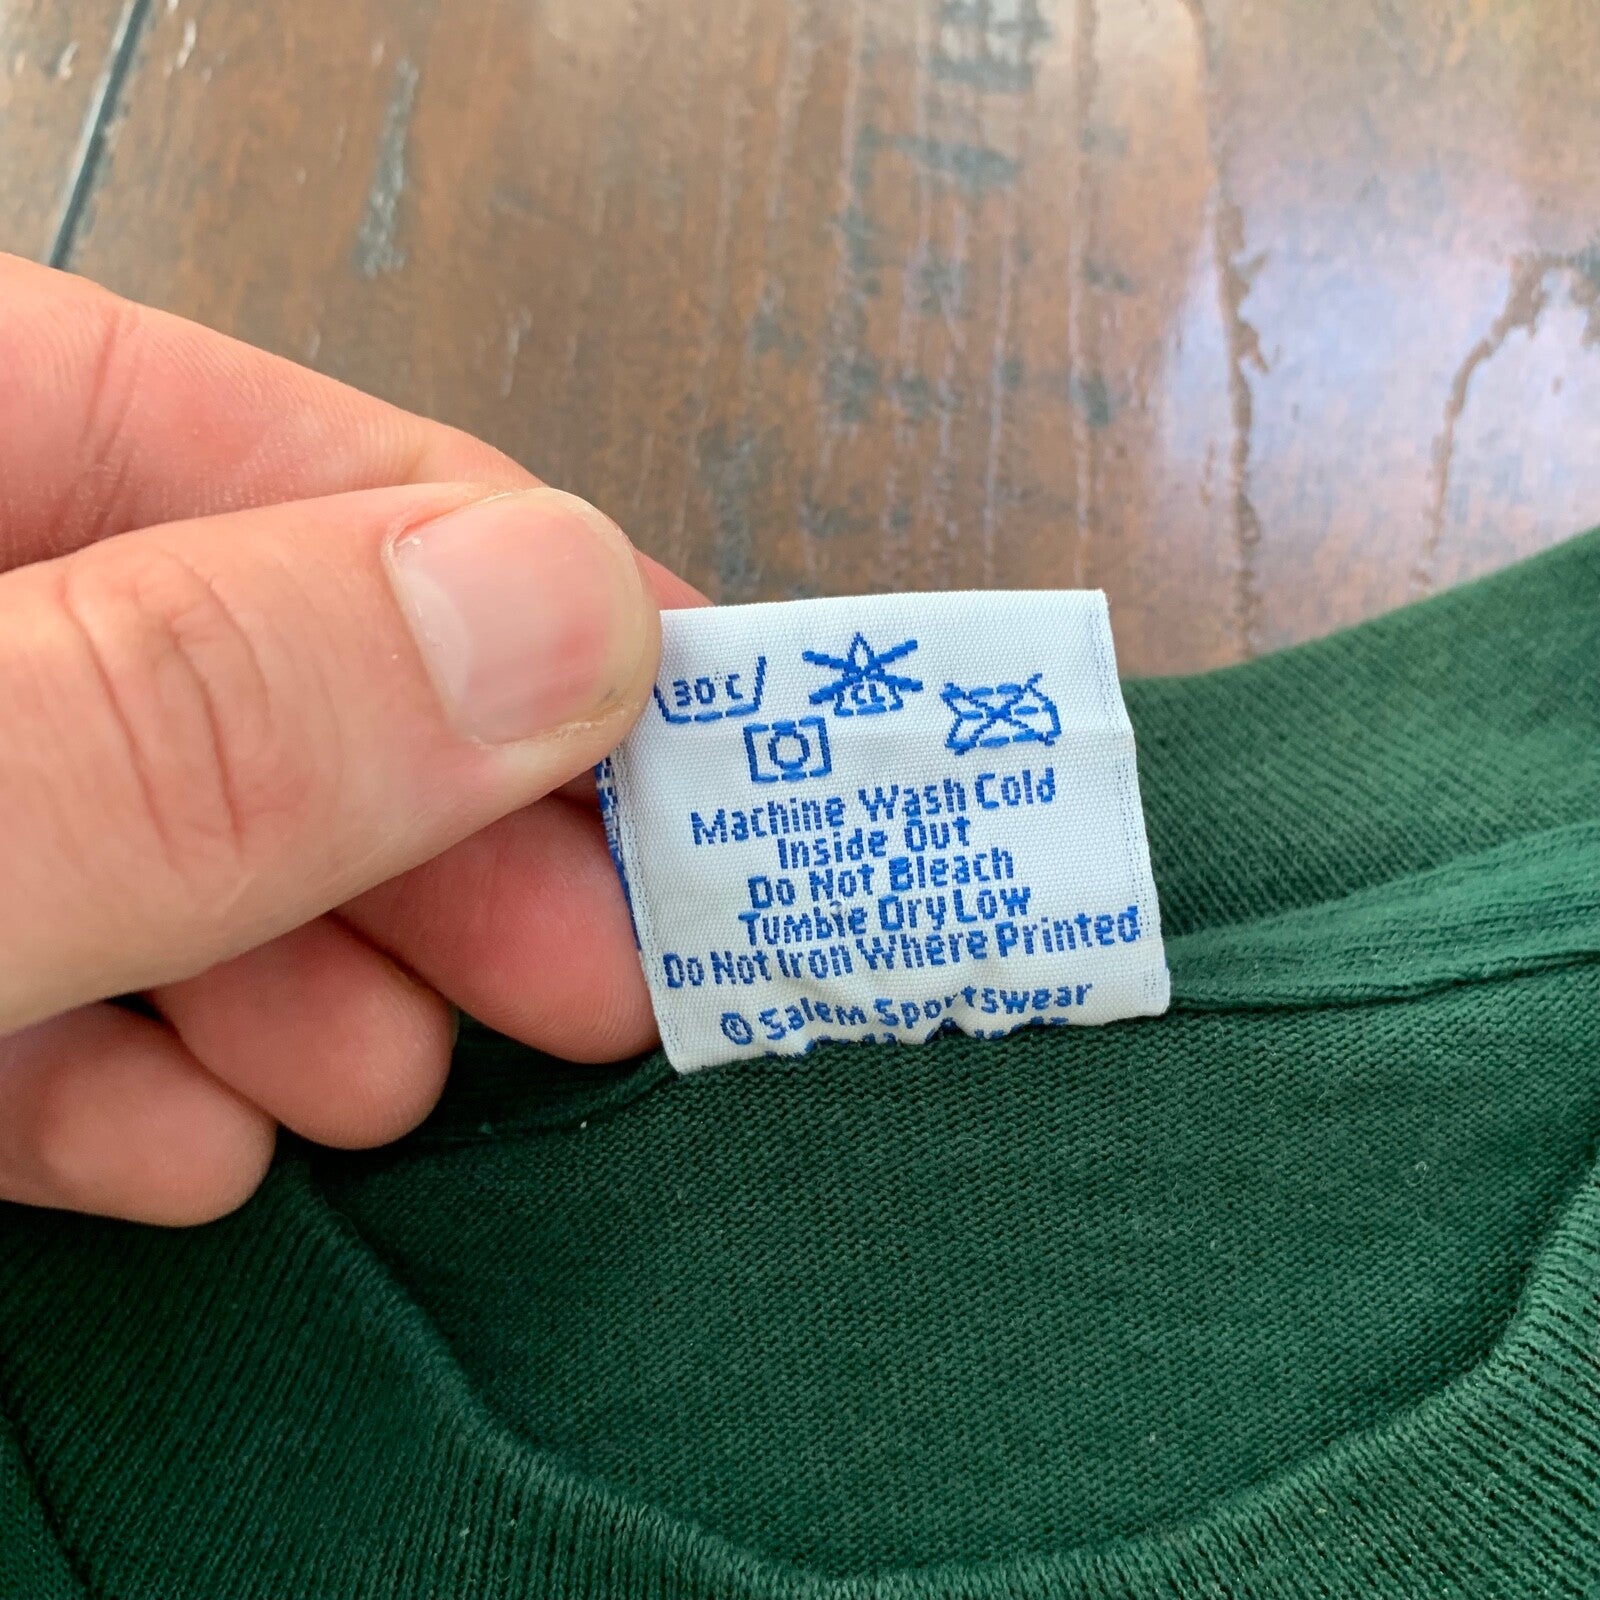 30°C
CL
Machine Wash Cold
Inside Out
Do Not Bleach
Tumble Dry Low
Do Not Iron Where Printed
© Salem Sportswear